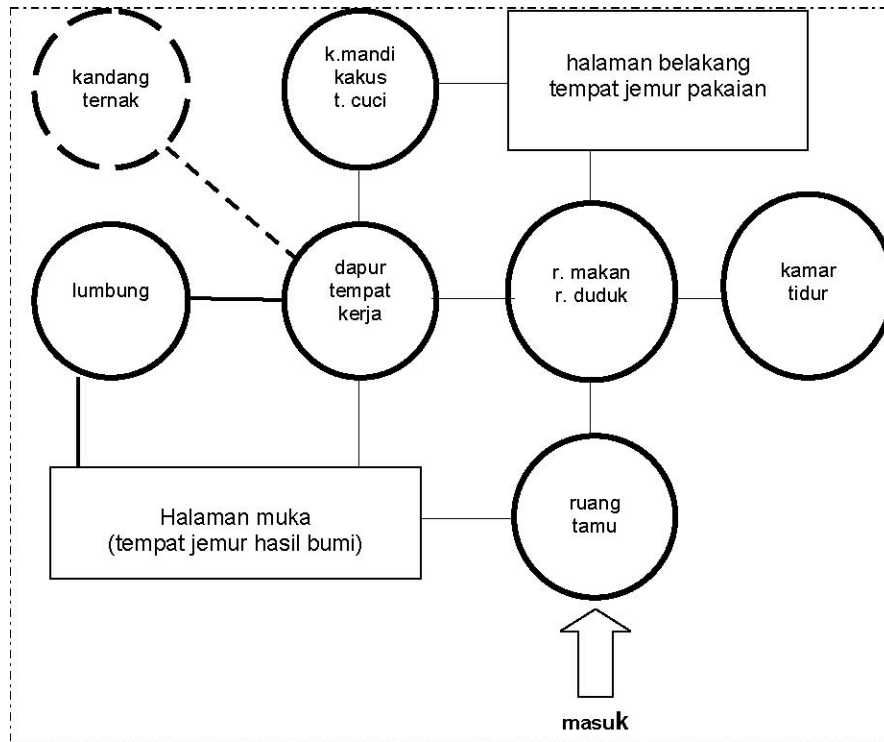 kandang
ternak
k.mandi
kakus
t. cuci
halaman belakang
tempat jemur pakaian
lumbung
dapur
tempat
kerja
r. makan
r. duduk
kamar
tidur
Halaman muka
(tempat jemur hasil bumi)
ruang
tamu
masuk